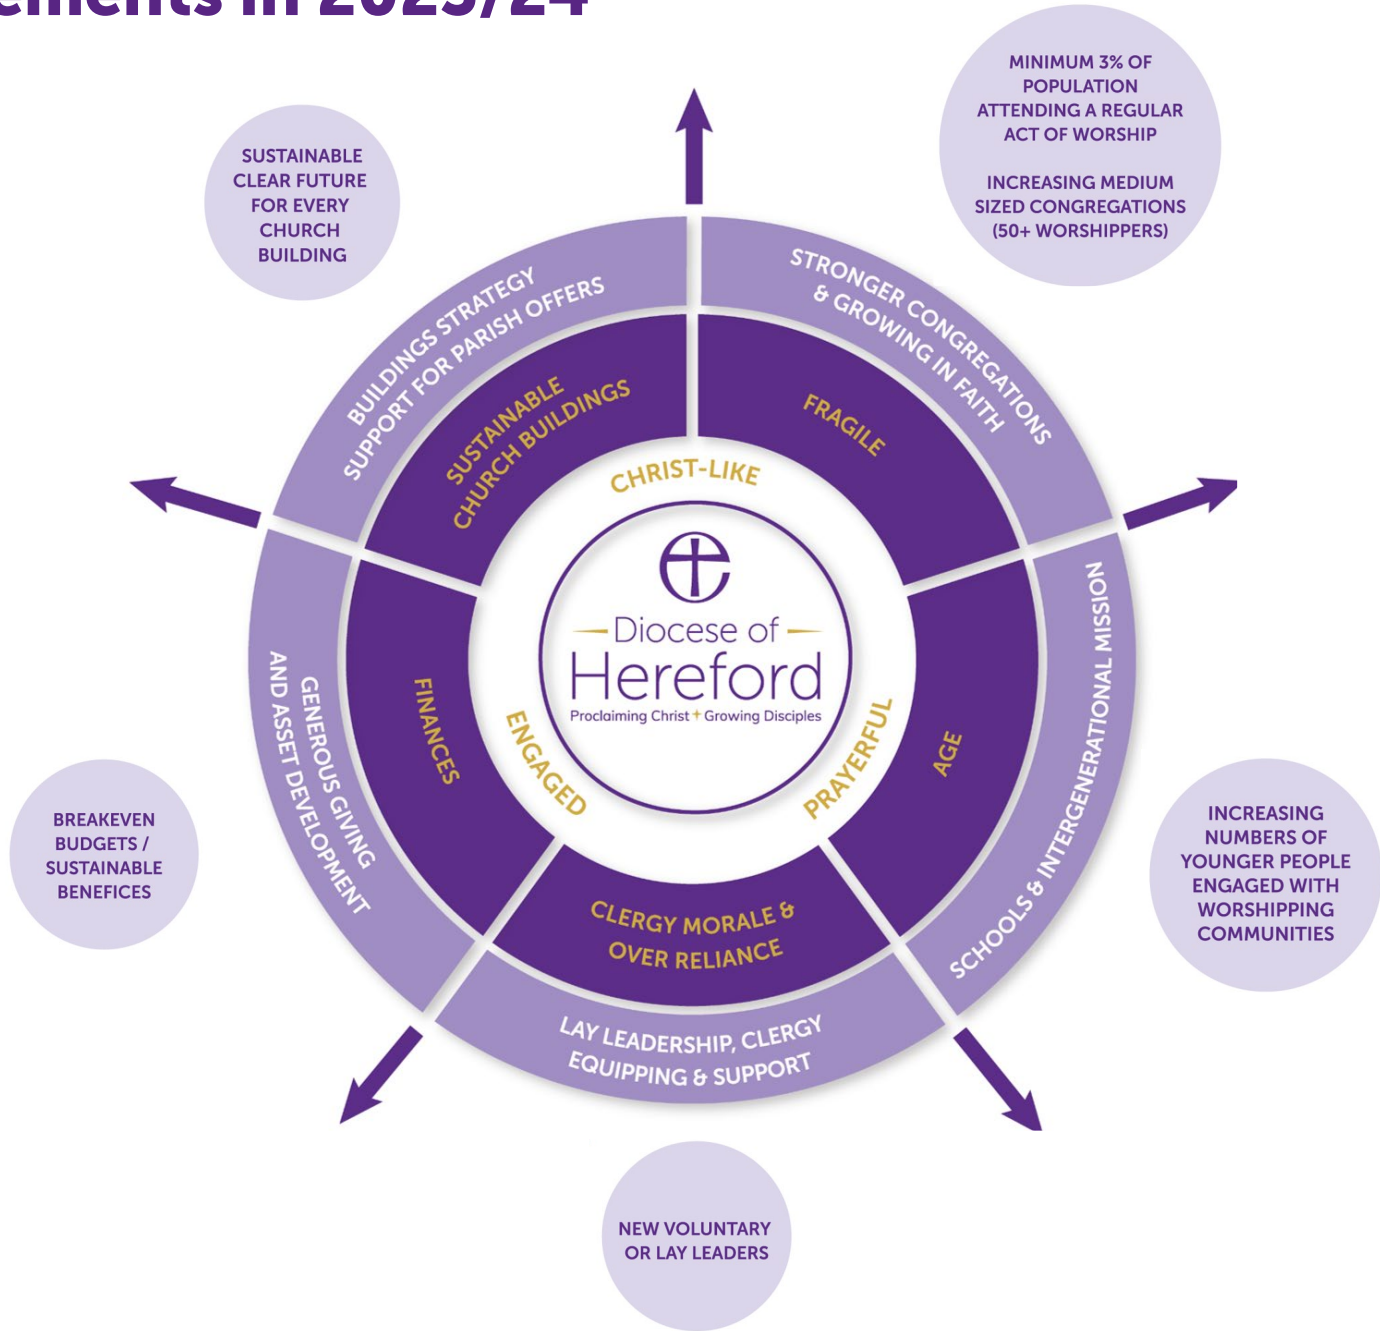 in 2023/24
MINIMUM 3% OF
POPULATION
ATTENDING A REGULAR
ACT OF WORSHIP
INCREASING MEDIUM
SIZED CONGREGATIONS
(50+ WORSHIPPERS)
SUSTAINABLE
CLEAR FUTURE
FOR EVERY
CHURCH
BUILDING
BUILDINGS STRATEGY
SUPPORT FOR PARISH OFFERS
STRONGER CONGREGATIONS
& GROWING IN FAITH
SUSTAINABLE
CHURCH BUILDINGS
FRAGILE
CHRIST-LIKE
Diocese of
Hereford
Proclaiming Christ + Growing Disciples
ENGAGED
PRAYERFUL
FINANCES
AGE
GENEROUS GIVING
AND ASSET DEVELOPMENT
SCHOOLS & INTERGENERATIONAL MISSION
CLERGY MORALE &
OVER RELIANCE
LAY LEADERSHIP, CLERGY
EQUIPPING & SUPPORT
BREAKEVEN
BUDGETS /
SUSTAINABLE
BENEFICES
INCREASING
NUMBERS OF
YOUNGER PEOPLE
ENGAGED WITH
WORSHIPPING
COMMUNITIES
NEW VOLUNTARY
OR LAY LEADERS